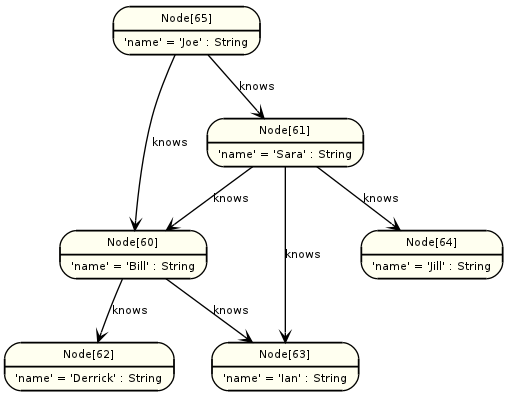 Node[65]
'name' = 'Joe' : String
knows
Node[61]
'name' = 'Sara' : String
knows
knows
knows
Node[60]
'name' = 'Bill' : String
Node[64]
'name' = 'Jill' : String
knows
knows
knows
Node[62]
'name' = 'Derrick' : String
Node[63]
'name' = 'Ian' : String